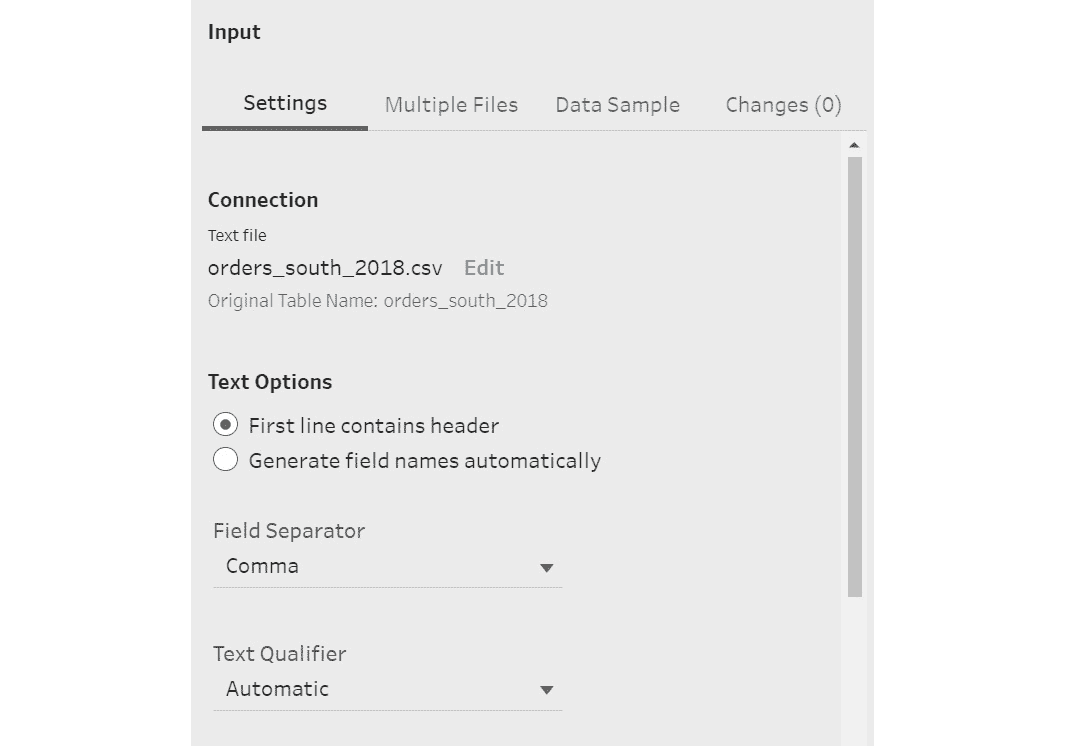 Input
Settings Multiple Files Data Sample Changes (0)
Connection
Text file
orders_south_2018.csv Edit
Original Table Name: orders_south_2018
Text Options
First line contains header
Generate field names automatically
Field Separator
Comma
Text Qualifier
Automatic